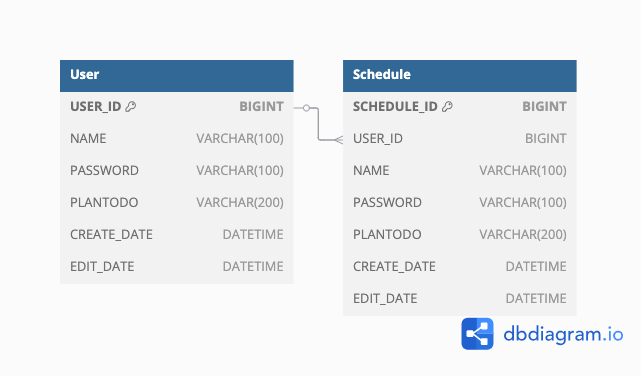 User
USER_ID BIGINT
NAME VARCHAR(100)
PASSWORD VARCHAR(100)
PLANTODO VARCHAR(200)
CREATE_DATE DATETIME
EDIT_DATE DATETIME
Schedule
SCHEDULE_ID BIGINT
USER_ID BIGINT
NAME VARCHAR(100)
PASSWORD VARCHAR(100)
PLANTODO VARCHAR(200)
CREATE_DATE DATETIME
EDIT_DATE DATETIME
dbdiagram.io